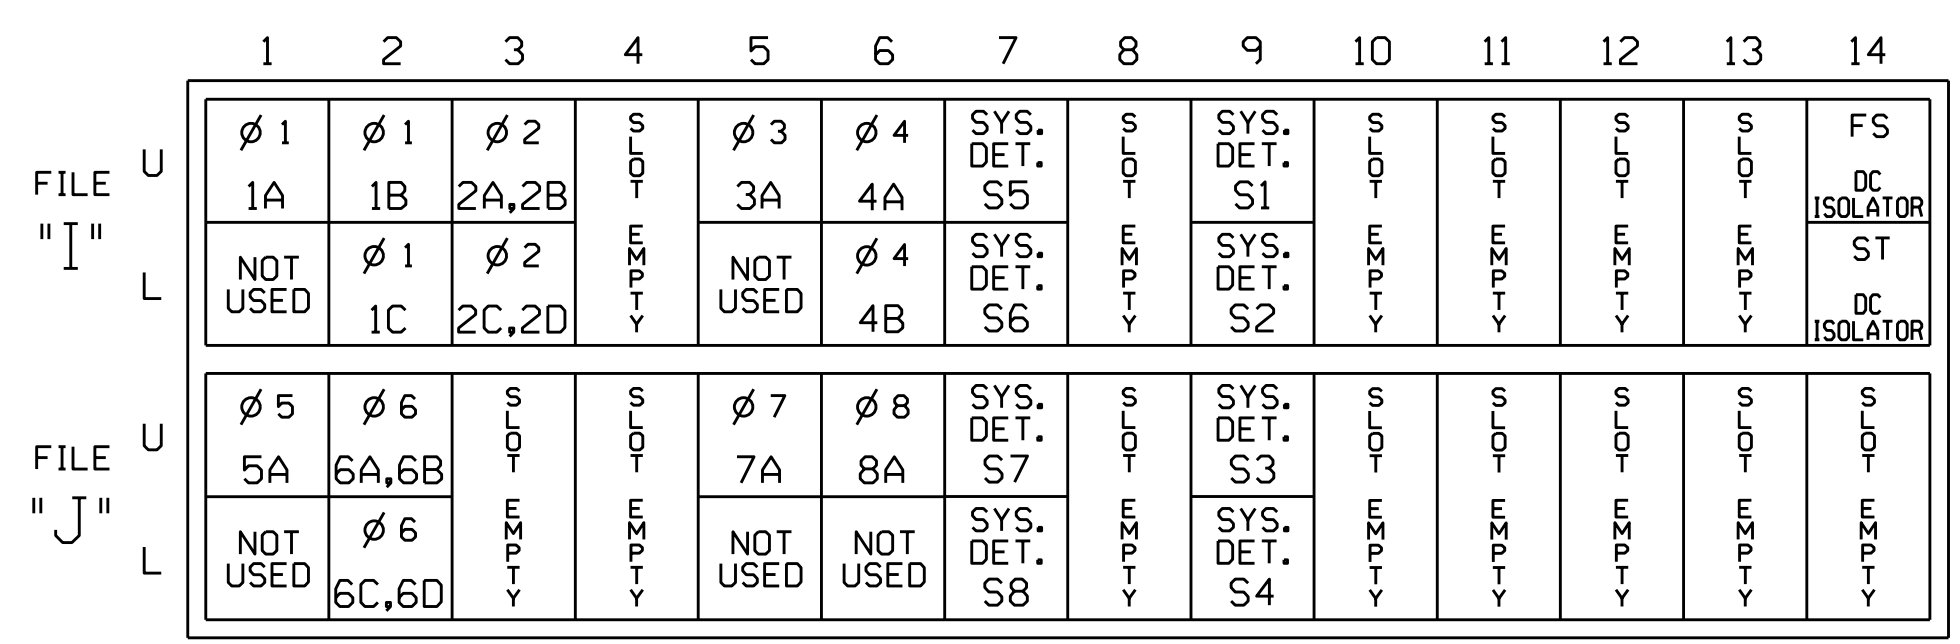 1 2 3 4 5 6 7 8 9 10 11 12 13 14
FILE "I"
U
Ø 1 1A
Ø 1 1B
Ø 2 2A,2B
SLOT EMPTY
Ø 3 3A
Ø 4 4A
SYS. DET. S5
SLOT EMPTY
SYS. DET. S1
SLOT EMPTY
SLOT EMPTY
SLOT EMPTY
SLOT EMPTY
FS DC ISOLATOR
L
NOT USED
Ø 1 1C
Ø 2 2C,2D
NOT USED
Ø 4 4B
SYS. DET. S6
SYS. DET. S2
ST DC ISOLATOR
FILE "J"
U
Ø 5 5A
Ø 6 6A,6B
SLOT EMPTY
SLOT EMPTY
Ø 7 7A
Ø 8 8A
SYS. DET. S7
SLOT EMPTY
SYS. DET. S3
SLOT EMPTY
SLOT EMPTY
SLOT EMPTY
SLOT EMPTY
SLOT EMPTY
L
NOT USED
Ø 6 6C,6D
NOT USED
NOT USED
SYS. DET. S8
SYS. DET. S4